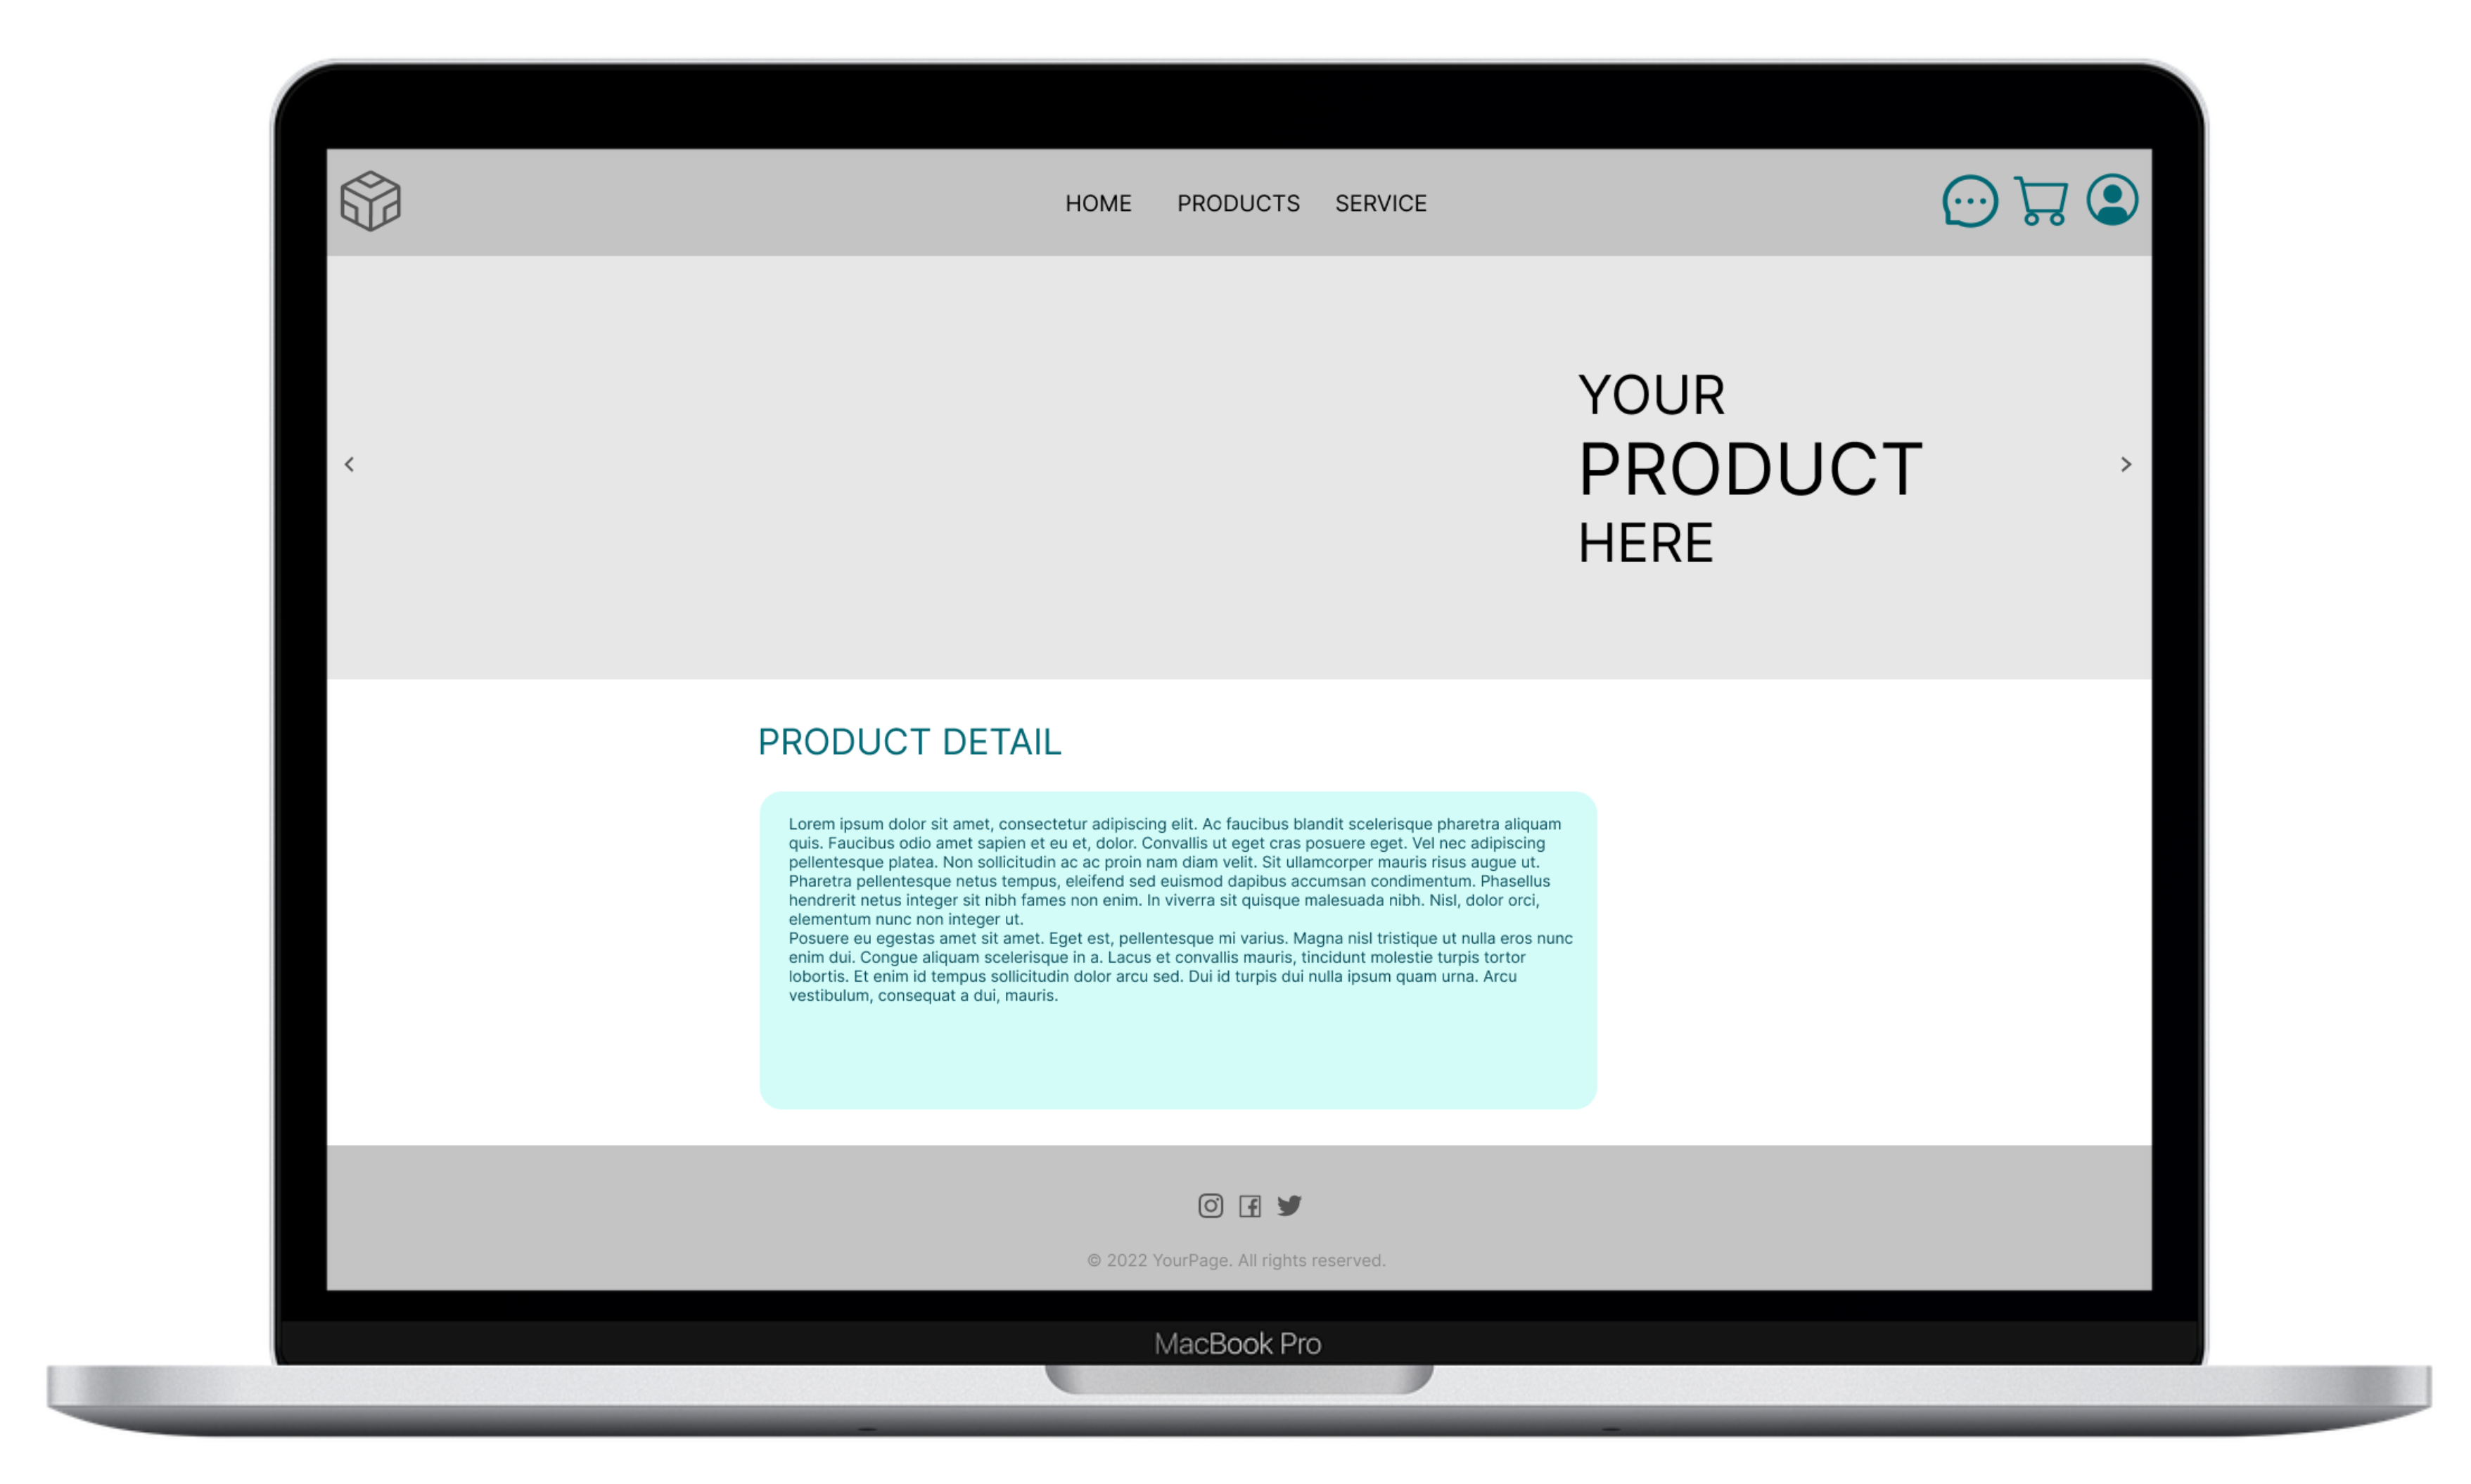 HOME PRODUCTS SERVICE
YOUR
PRODUCT
HERE
PRODUCT DETAIL
Lorem ipsum dolor sit amet, consectetur adipiscing elit. Ac faucibus blandit scelerisque pharetra aliquam
quis. Faucibus odio amet sapien et eu et, dolor. Convallis ut eget cras posuere eget. Vel nec adipiscing
pellentesque platea. Non sollicitudin ac ac proin nam diam velit. Sit ullamcorper mauris risus augue ut.
Pharetra pellentesque netus tempus, eleifend sed euismod dapibus accumsan condimentum. Phasellus
hendrerit netus integer sit nibh fames non enim. In viverra sit quisque malesuada nibh. Nisl, dolor orci,
elementum nunc non integer ut.
Posuere eu egestas amet sit amet. Eget est, pellentesque mi varius. Magna nisl tristique ut nulla eros nunc
enim dui. Congue aliquam scelerisque in a. Lacus et convallis mauris, tincidunt molestie turpis tortor
lobortis. Et enim id tempus sollicitudin dolor arcu sed. Dui id turpis dui nulla ipsum quam urna. Arcu
vestibulum, consequat a dui, mauris.
© 2022 YourPage. All rights reserved.
MacBook Pro